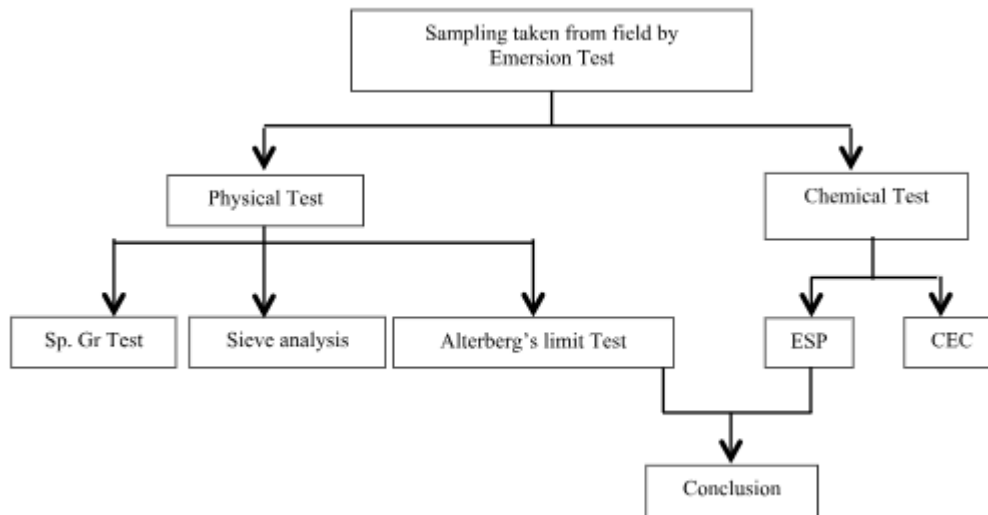 Sampling taken from field by
Emersion Test
Physical Test
Chemical Test
Sp. Gr Test
Sieve analysis
Alterberg's limit Test
ESP
CEC
Conclusion